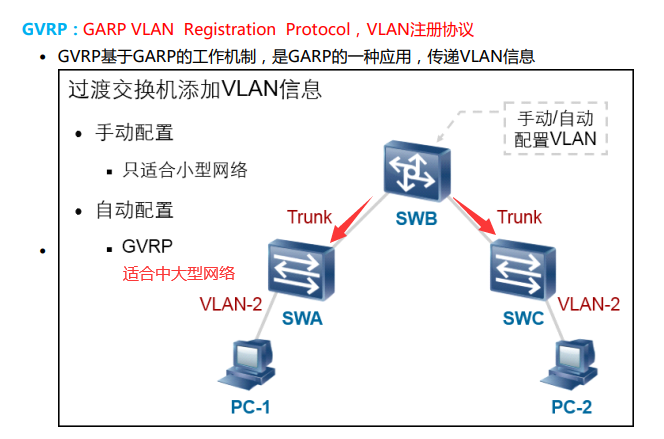 GVRP：GARP VLAN Registration Protocol，VLAN注册协议
• GVRP基于GARP的工作机制，是GARP的一种应用，传递VLAN信息
过渡交换机添加VLAN信息
• 手动配置
▪ 只适合小型网络
• 自动配置
▪ GVRP
适合中大型网络
手动/自动
配置VLAN
SWB
Trunk
Trunk
SWA
SWC
VLAN-2
VLAN-2
PC-1
PC-2